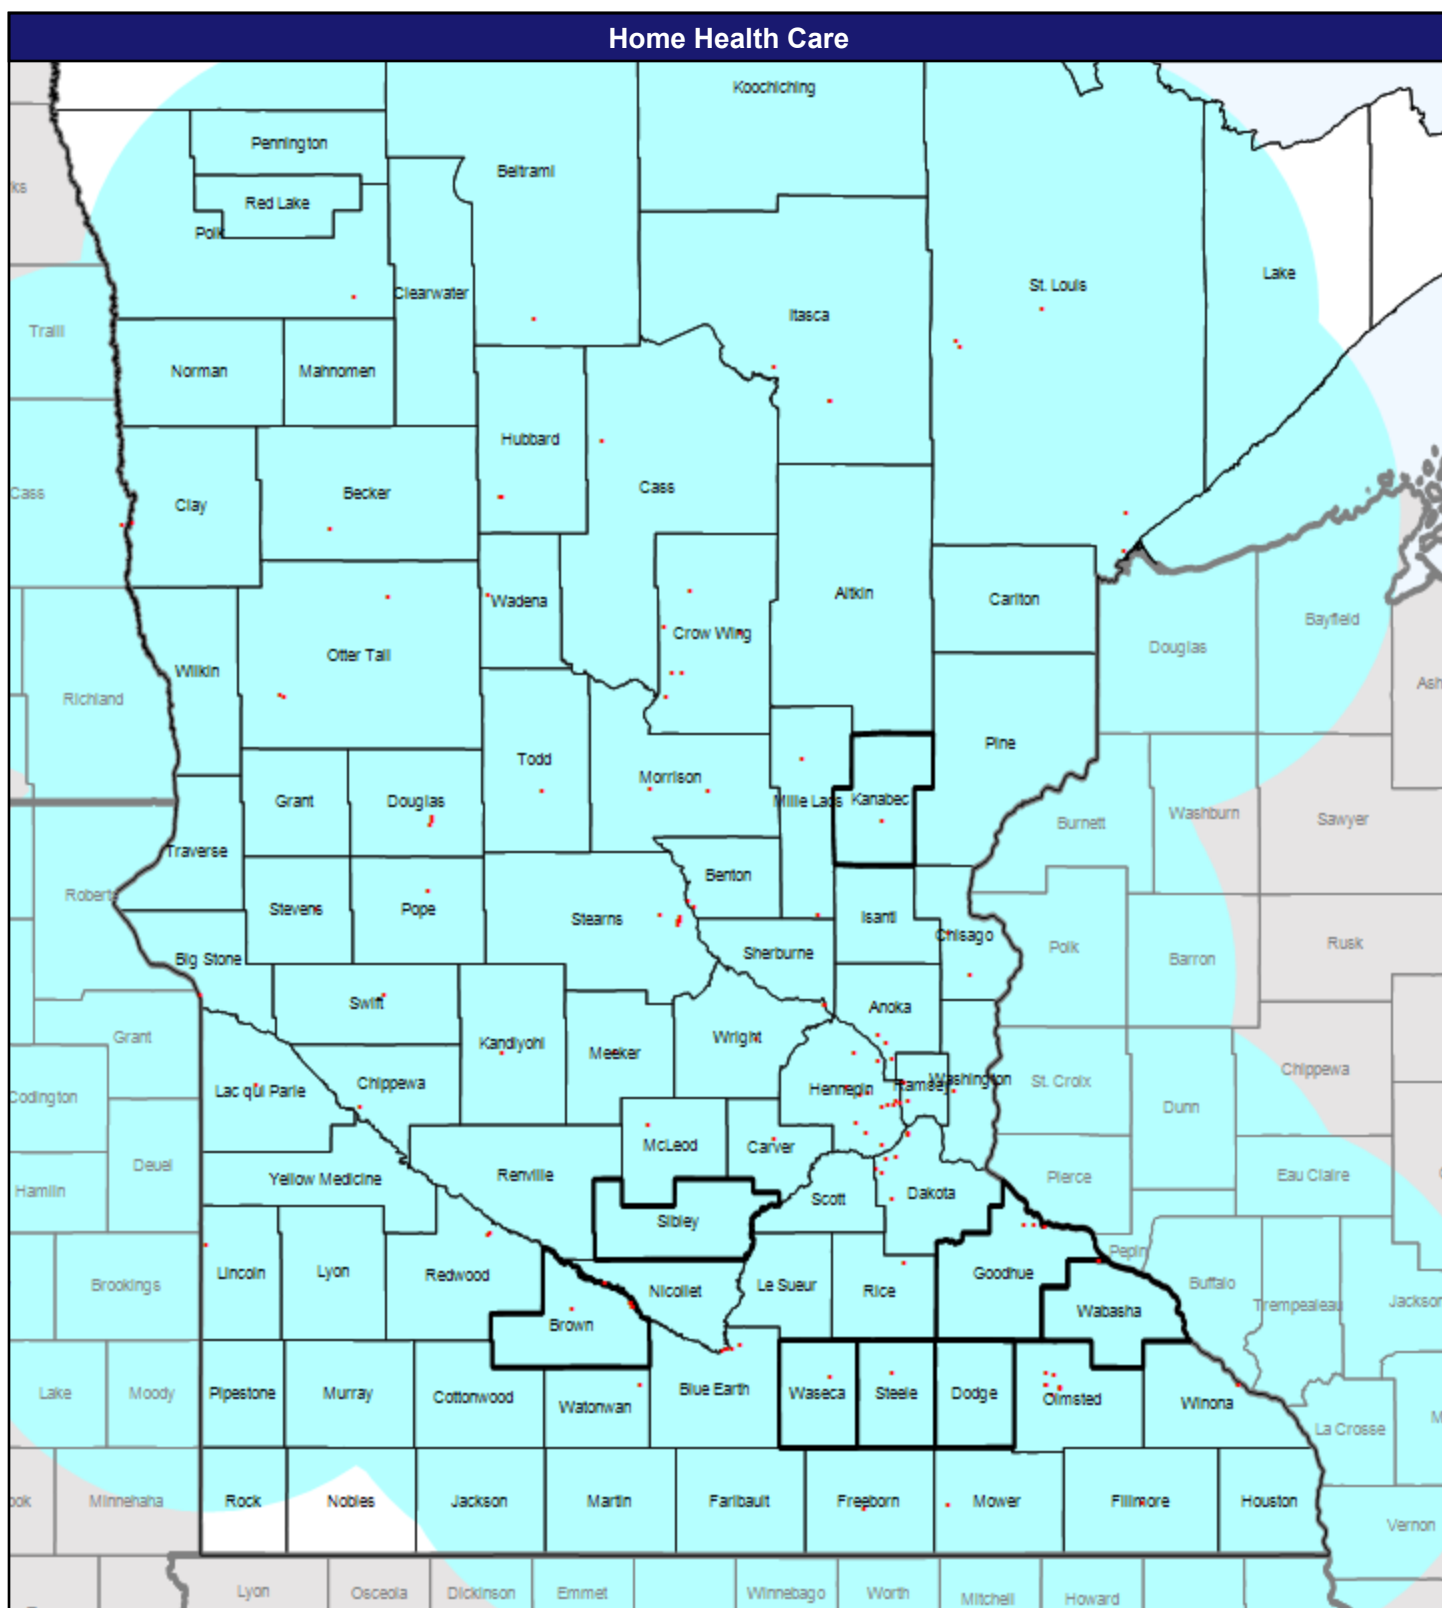 Home Health Care
Koochiching
Pennington
Beltrami
ks
Red Lake
Polk
Lake
Clearwater
St. Louis
Itasca
Traill
Norman
Mahnomen
Hubbard
Cass
Cass
Becker
Clay
Aitkin
Carlton
Wadena
Bayfield
Crow Wing
Douglas
Otter Tail
Wilkin
Richland
Ash
Pine
Todd
Morrison
Grant
Douglas
Mille Lacs
Kanabec
Washburn
Sawyer
Burnett
Traverse
Benton
Roberts
Stevens
Pope
Stearns
Isanti
Chisago
Polk
Rusk
Barron
Sherburne
Big Stone
Swift
Anoka
Grant
Wright
Kandiyohi
Meeker
Chippewa
Chippewa
Lac qui Parle
Hennepin
Ramsey
Washington
St. Croix
Codington
Dunn
McLeod
Carver
Deuel
Renville
Yellow Medicine
Pierce
Eau Claire
Hamlin
Scott
Dakota
Sibley
Pepin
Lincoln
Lyon
Redwood
Goodhue
Brookings
Nicollet
Le Sueur
Rice
Buffalo
Trempealeau
Jackson
Wabasha
Brown
Lake
Moody
Pipestone
Murray
Cottonwood
Watonwan
Blue Earth
Waseca
Steele
Dodge
Olmsted
Winona
La Crosse
M
ook
Minnehaha
Rock
Nobles
Jackson
Martin
Faribault
Freeborn
Mower
Fillmore
Houston
Vernon
Lyon
Osceola
Dickinson
Emmet
Winnebago
Worth
Mitchell
Howard